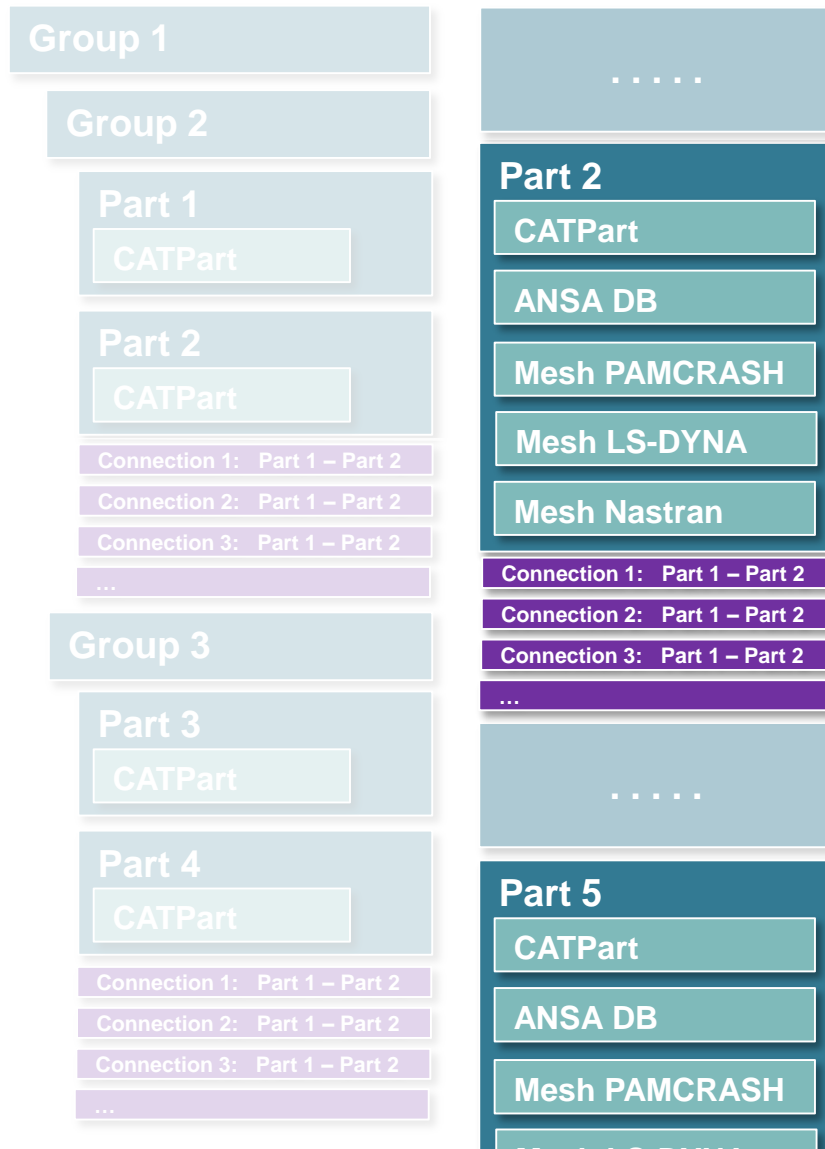 Group 1
Group 2
Part 1
CATPart
Part 2
CATPart
Connection 1: Part 1 – Part 2
Connection 2: Part 1 – Part 2
Connection 3: Part 1 – Part 2
...
Group 3
Part 3
CATPart
Part 4
CATPart
Connection 1: Part 1 – Part 2
Connection 2: Part 1 – Part 2
Connection 3: Part 1 – Part 2
...
. . . . .
Part 2
CATPart
ANSA DB
Mesh PAMCRASH
Mesh LS-DYNA
Mesh Nastran
Connection 1: Part 1 – Part 2
Connection 2: Part 1 – Part 2
Connection 3: Part 1 – Part 2
...
. . . . .
Part 5
CATPart
ANSA DB
Mesh PAMCRASH